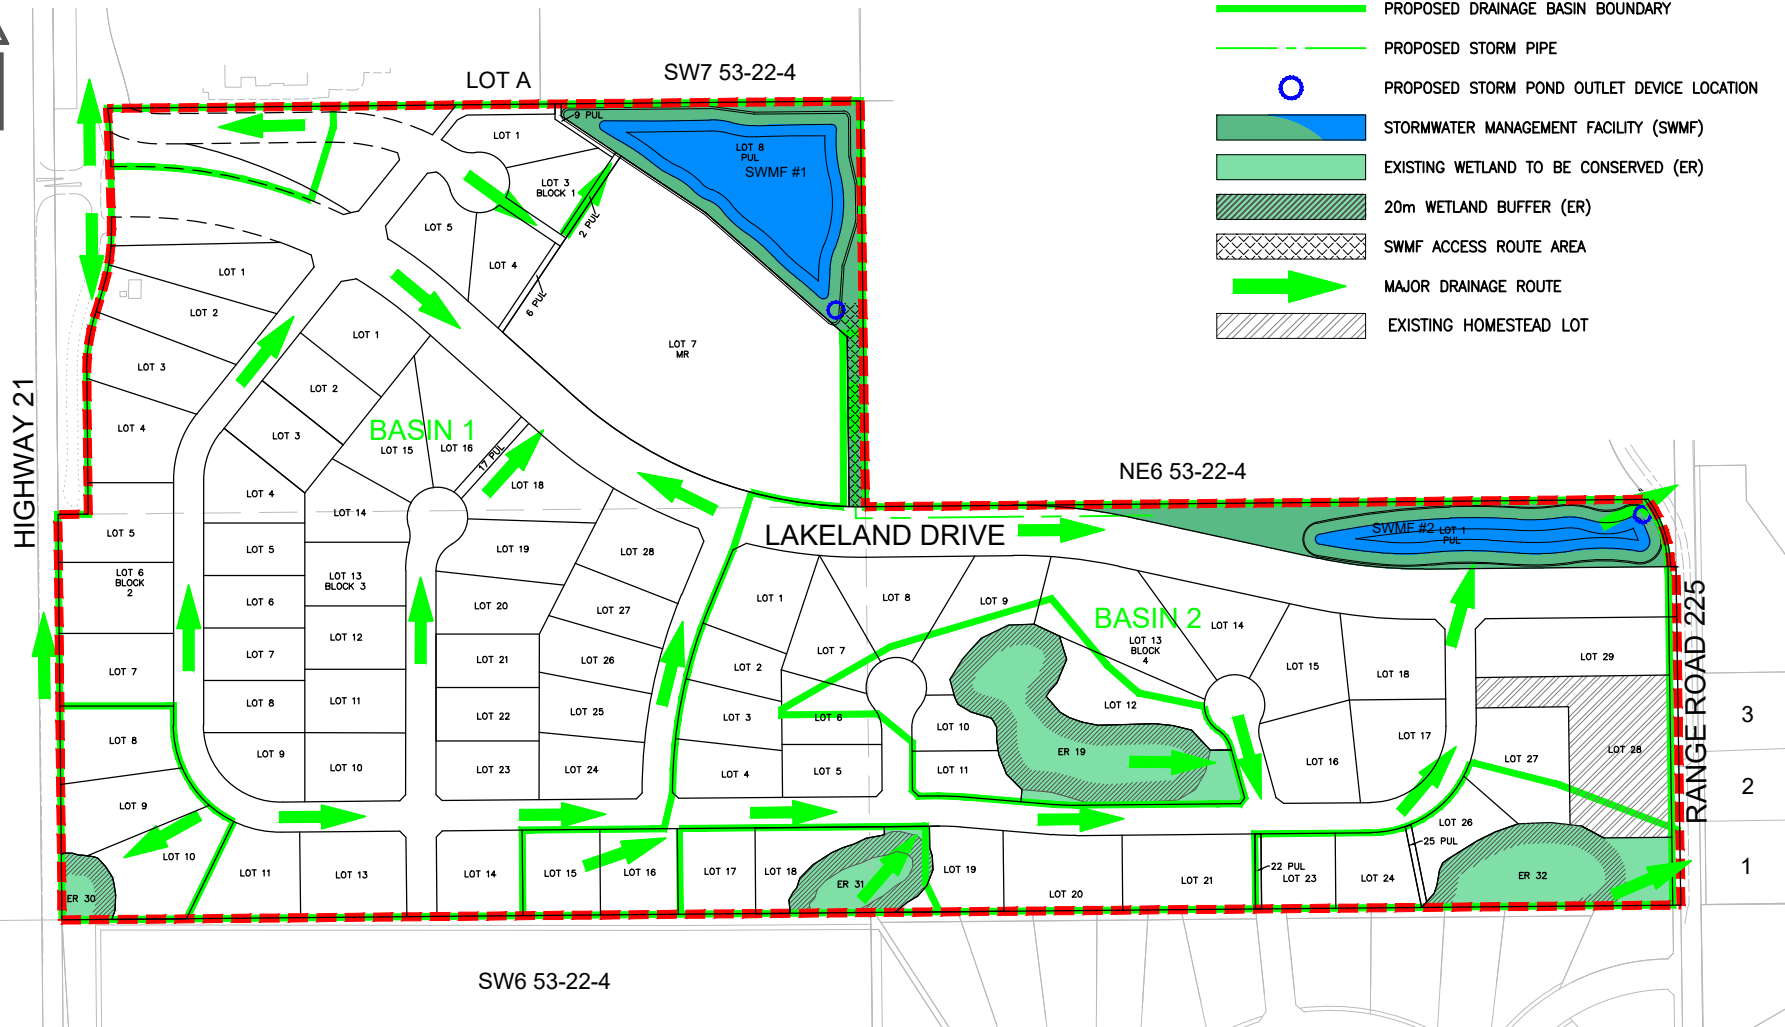 PROPOSED DRAINAGE BASIN BOUNDARY
PROPOSED STORM PIPE
PROPOSED STORM POND OUTLET DEVICE LOCATION
STORMWATER MANAGEMENT FACILITY (SWMF)
EXISTING WETLAND TO BE CONSERVED (ER)
20m WETLAND BUFFER (ER)
SWMF ACCESS ROUTE AREA
MAJOR DRAINAGE ROUTE
EXISTING HOMESTEAD LOT
LOT A
SW7 53-22-4
LOT 1
9 PUL
LOT 8
PUL
SWMF #1
LOT 3
BLOCK 1
2 PUL
LOT 5
LOT 4
6 PUL
LOT 7
MR
LOT 1
LOT 2
LOT 3
LOT 4
HIGHWAY 21
LOT 1
LOT 2
LOT 3
BASIN 1
LOT 15
LOT 16
17 PUL
LOT 18
LOT 4
LOT 14
LOT 5
LOT 5
LOT 6
BLOCK
2
LOT 13
BLOCK 3
LOT 19
LOT 28
LOT 6
LOT 20
LOT 27
LOT 12
LOT 7
LOT 7
LOT 21
LOT 26
LOT 8
LOT 11
LOT 22
LOT 25
LOT 8
LOT 9
LOT 10
LOT 23
LOT 24
LOT 9
LOT 10
LOT 11
LOT 13
LOT 14
LOT 15
LOT 16
LOT 17
LOT 18
ER 30
ER 31
LOT 19
LOT 20
LOT 21
22 PUL
LOT 23
LOT 24
25 PUL
LOT 26
ER 32
NE6 53-22-4
LAKELAND DRIVE
SWMF #2
LOT 1
PUL
LOT 1
LOT 8
LOT 9
BASIN 2
LOT 13
BLOCK
4
LOT 14
LOT 2
LOT 7
LOT 15
LOT 18
LOT 29
LOT 3
LOT 6
LOT 10
LOT 12
ER 19
LOT 17
LOT 16
LOT 27
LOT 28
LOT 4
LOT 5
LOT 11
RANGE ROAD 225
3
2
1
SW6 53-22-4